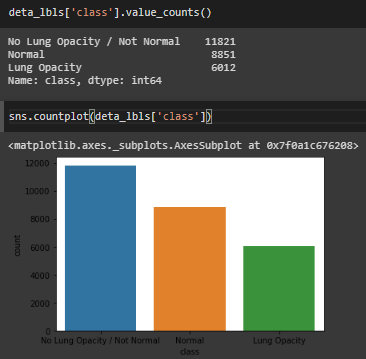 deta_lbls['class'].value_counts()
No Lung Opacity / Not Normal    11821
Normal                           8851
Lung Opacity                     6012
Name: class, dtype: int64
sns.countplot(deta_lbls['class'])
<matplotlib.axes._subplots.AxesSubplot at 0x7f0a1c676208>
12000
10000
8000
6000
4000
2000
0
count
No Lung Opacity / Not Normal Normal Lung Opacity
class